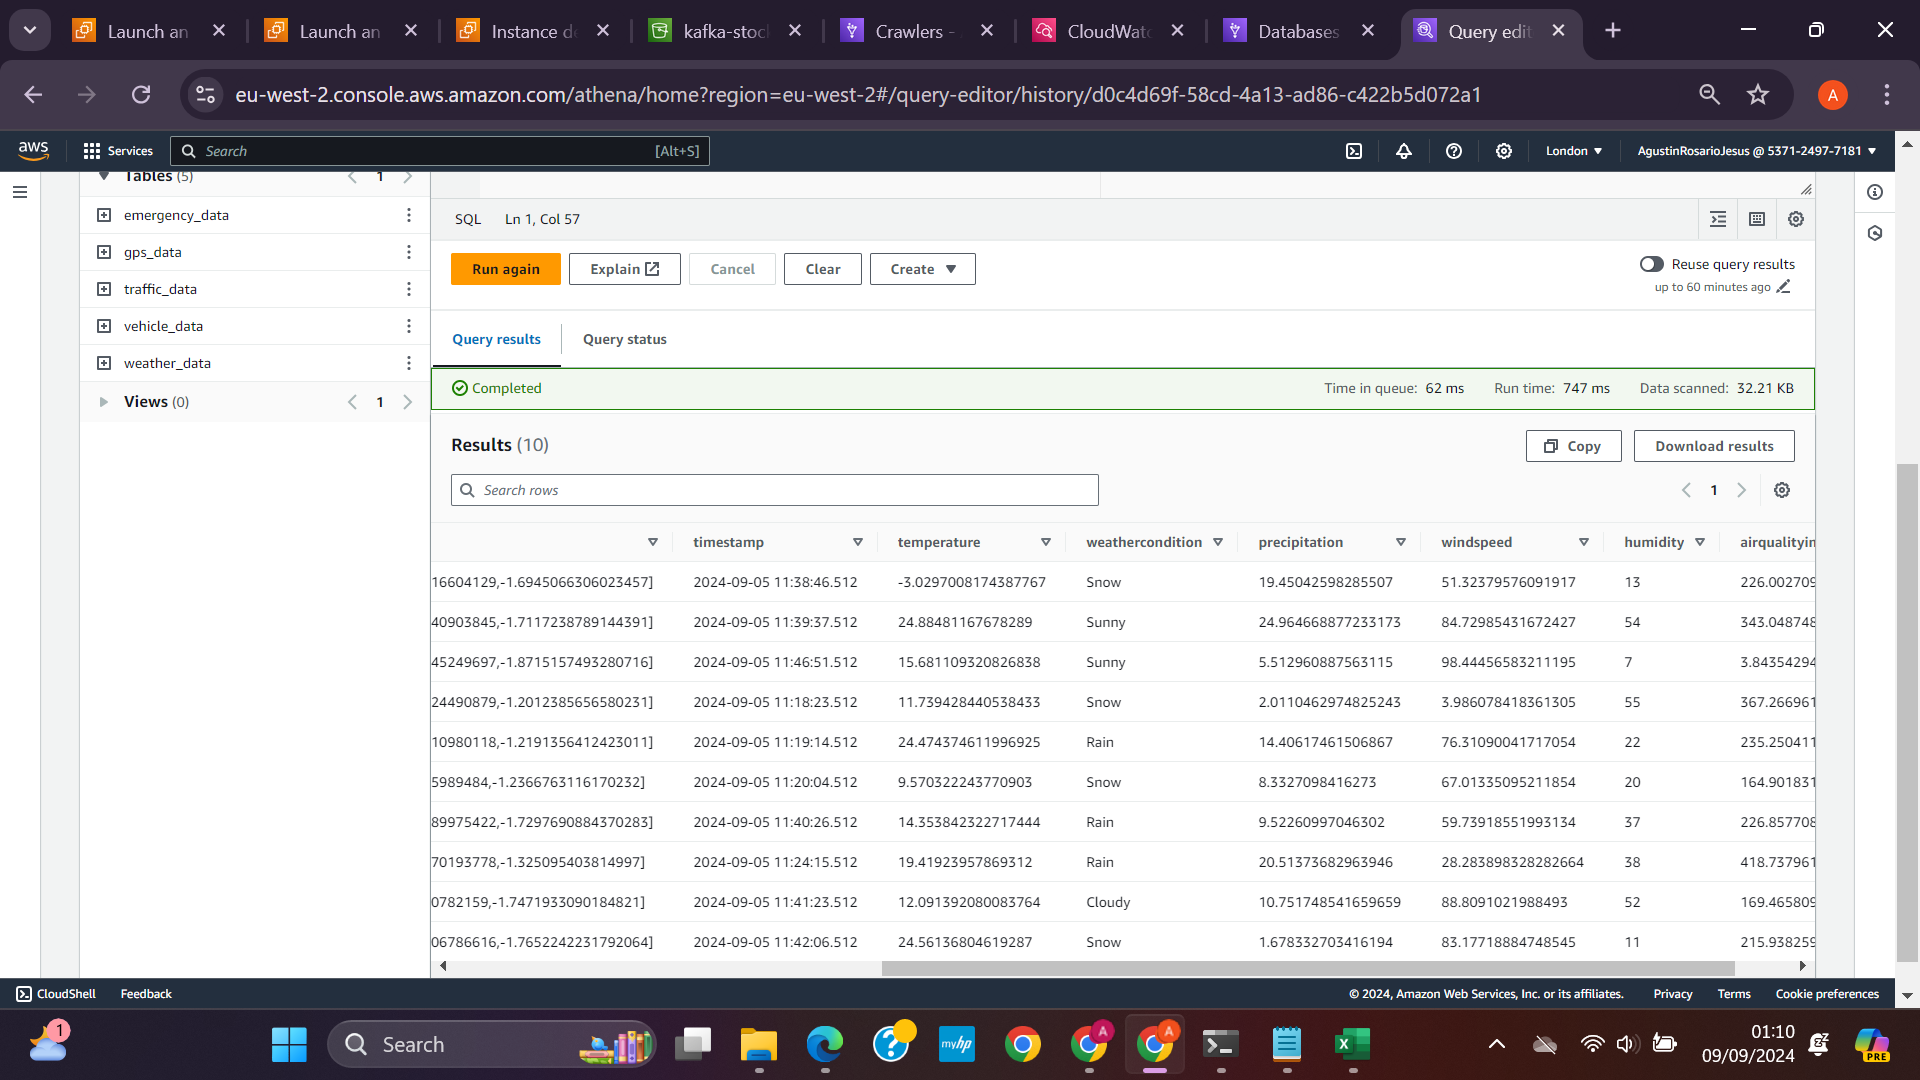 Launch an
Launch an
Instance de
kafka-stoc
Crawlers -
CloudWatc
Databases
Query edit
eu-west-2.console.aws.amazon.com/athena/home?region=eu-west-2#/query-editor/history/d0c4d69f-58cd-4a13-ad86-c422b5d072a1
A
aws
Services
Search
[Alt+S]
London
AgustinRosarioJesus @ 5371-2497-7181
Tables (5)
1
emergency_data
gps_data
traffic_data
vehicle_data
weather_data
Views (0)
1
SQL Ln 1, Col 57
Run again
Explain
Cancel
Clear
Create
Reuse query results
up to 60 minutes ago
Query results
Query status
Completed
Time in queue: 62 ms
Run time: 747 ms
Data scanned: 32.21 KB
Results (10)
Copy
Download results
Search rows
1
timestamp temperature weathercondition precipitation windspeed humidity airqualityin
16604129,-1.6945066306023457] 2024-09-05 11:38:46.512 -3.0297008174387767 Snow 19.45042598285507 51.32379576091917 13 226.002709
40903845,-1.7117238789144391] 2024-09-05 11:39:37.512 24.88481167678289 Sunny 24.964668877233173 84.72985431672427 54 343.048748
45249697,-1.8715157493280716] 2024-09-05 11:46:51.512 15.681109320826838 Sunny 5.512960887563115 98.44456583211195 7 3.84354294
24490879,-1.2012385656580231] 2024-09-05 11:18:23.512 11.739428440538433 Snow 2.0110462974825243 3.986078418361305 55 367.266961
10980118,-1.2191356412423011] 2024-09-05 11:19:14.512 24.474374611996925 Rain 14.40617461506867 76.31090041717054 22 235.250411
5989484,-1.2366763116170232] 2024-09-05 11:20:04.512 9.570322243770903 Snow 8.3327098416273 67.01335095211854 20 164.901831
89975422,-1.7297690884370283] 2024-09-05 11:40:26.512 14.353842322717444 Rain 9.52260997046302 59.73918551993134 37 226.857708
70193778,-1.325095403814997] 2024-09-05 11:24:15.512 19.41923957869312 Rain 20.51373682963946 28.283898328282664 38 418.737961
0782159,-1.7471933090184821] 2024-09-05 11:41:23.512 12.091392080083764 Cloudy 10.751748541659659 88.8091021988493 52 169.465809
06786616,-1.7652242231792064] 2024-09-05 11:42:06.512 24.56136804619287 Snow 1.678332703416194 83.17718884748545 11 215.938259
CloudShell
Feedback
© 2024, Amazon Web Services, Inc. or its affiliates.
Privacy
Terms
Cookie preferences
1
Search
myhp
A
A
X
01:10
09/09/2024
PRE